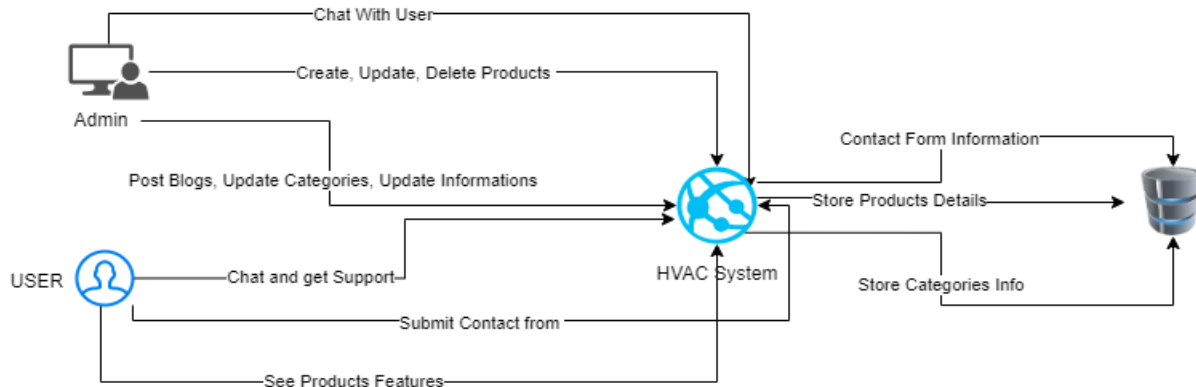 Chat With User
Create, Update, Delete Products
Admin
Contact Form Information
Post Blogs, Update Categories, Update Informations
Store Products Details
USER
Chat and get Support
HVAC System
Store Categories Info
Submit Contact from
See Products Features